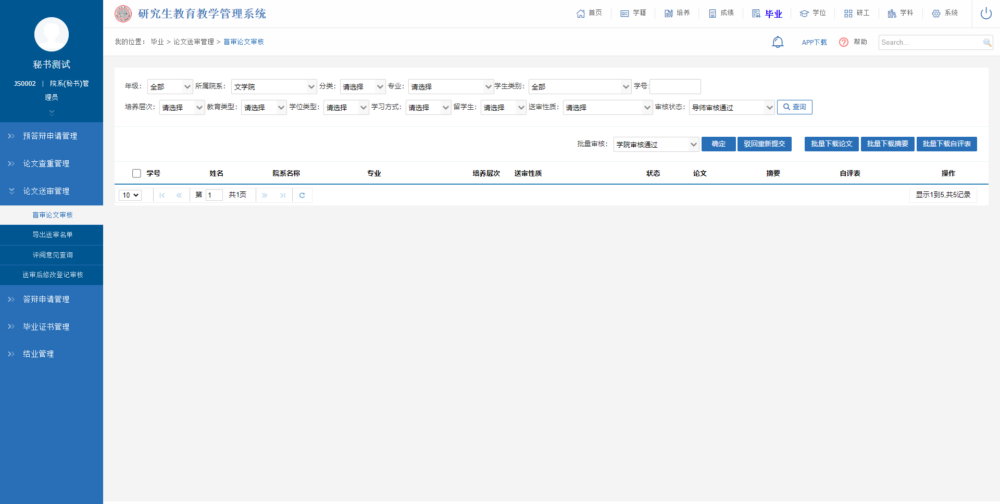 研究生教育教学管理系统
首页 学籍 培养 成绩 毕业 学位 研工 学科 系统
秘书测试
JS0002 | 院系(秘书)管
理员
我的位置： 毕业 > 论文送审管理 > 盲审论文审核
APP下载 帮助 Search...
预答辩申请管理
论文查重管理
论文送审管理
盲审论文审核
导出送审名单
评阅意见查询
送审后修改登记审核
答辩申请管理
毕业证书管理
结业管理
年级： 全部 所属院系： 文学院 分类： 请选择 专业： 请选择 学生类别： 全部 学号:
培养层次： 请选择 教育类型： 请选择 学位类型： 请选择 学习方式： 请选择 留学生： 请选择 送审性质： 请选择 审核状态： 导师审核通过 查询
批量审核： 学院审核通过 确定 驳回重新提交 批量下载论文 批量下载摘要 批量下载自评表
学号 姓名 院系名称 专业 培养层次 送审性质 状态 论文 摘要 自评表 操作
10 第 1 共1页 显示1到5,共5记录